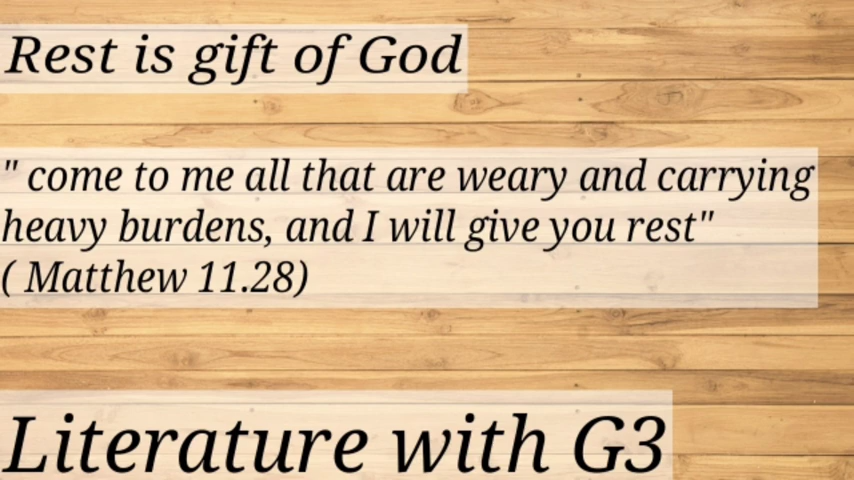 Rest is gift of God
" come to me all that are weary and carrying
heavy burdens, and I will give you rest"
( Matthew 11.28)
Literature with G3